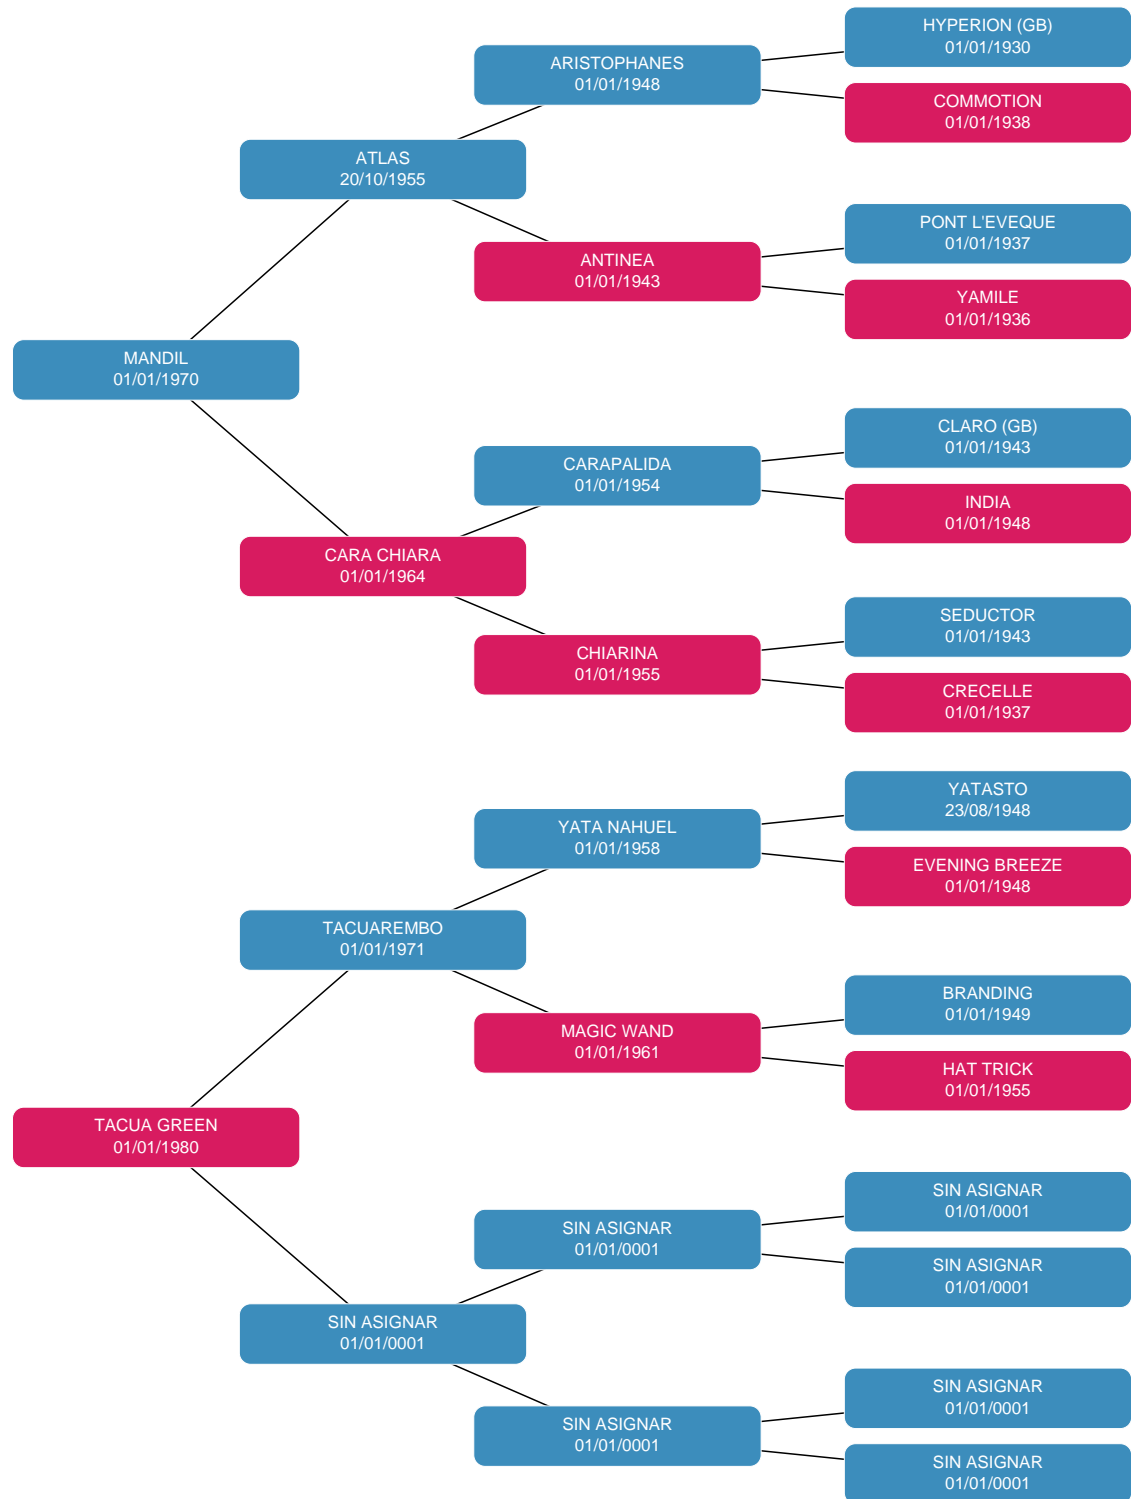 HYPERION (GB)
01/01/1930
ARISTOPHANES
01/01/1948
COMMOTION
01/01/1938
ATLAS
20/10/1955
PONT L'EVEQUE
01/01/1937
ANTINEA
01/01/1943
YAMILE
01/01/1936
MANDIL
01/01/1970
CLARO (GB)
01/01/1943
CARAPALIDA
01/01/1954
INDIA
01/01/1948
CARA CHIARA
01/01/1964
SEDUCTOR
01/01/1943
CHIARINA
01/01/1955
CRECELLE
01/01/1937
YATASTO
23/08/1948
YATA NAHUEL
01/01/1958
EVENING BREEZE
01/01/1948
TACUAREMBO
01/01/1971
BRANDING
01/01/1949
MAGIC WAND
01/01/1961
HAT TRICK
01/01/1955
TACUA GREEN
01/01/1980
SIN ASIGNAR
01/01/0001
SIN ASIGNAR
01/01/0001
SIN ASIGNAR
01/01/0001
SIN ASIGNAR
01/01/0001
SIN ASIGNAR
01/01/0001
SIN ASIGNAR
01/01/0001
SIN ASIGNAR
01/01/0001